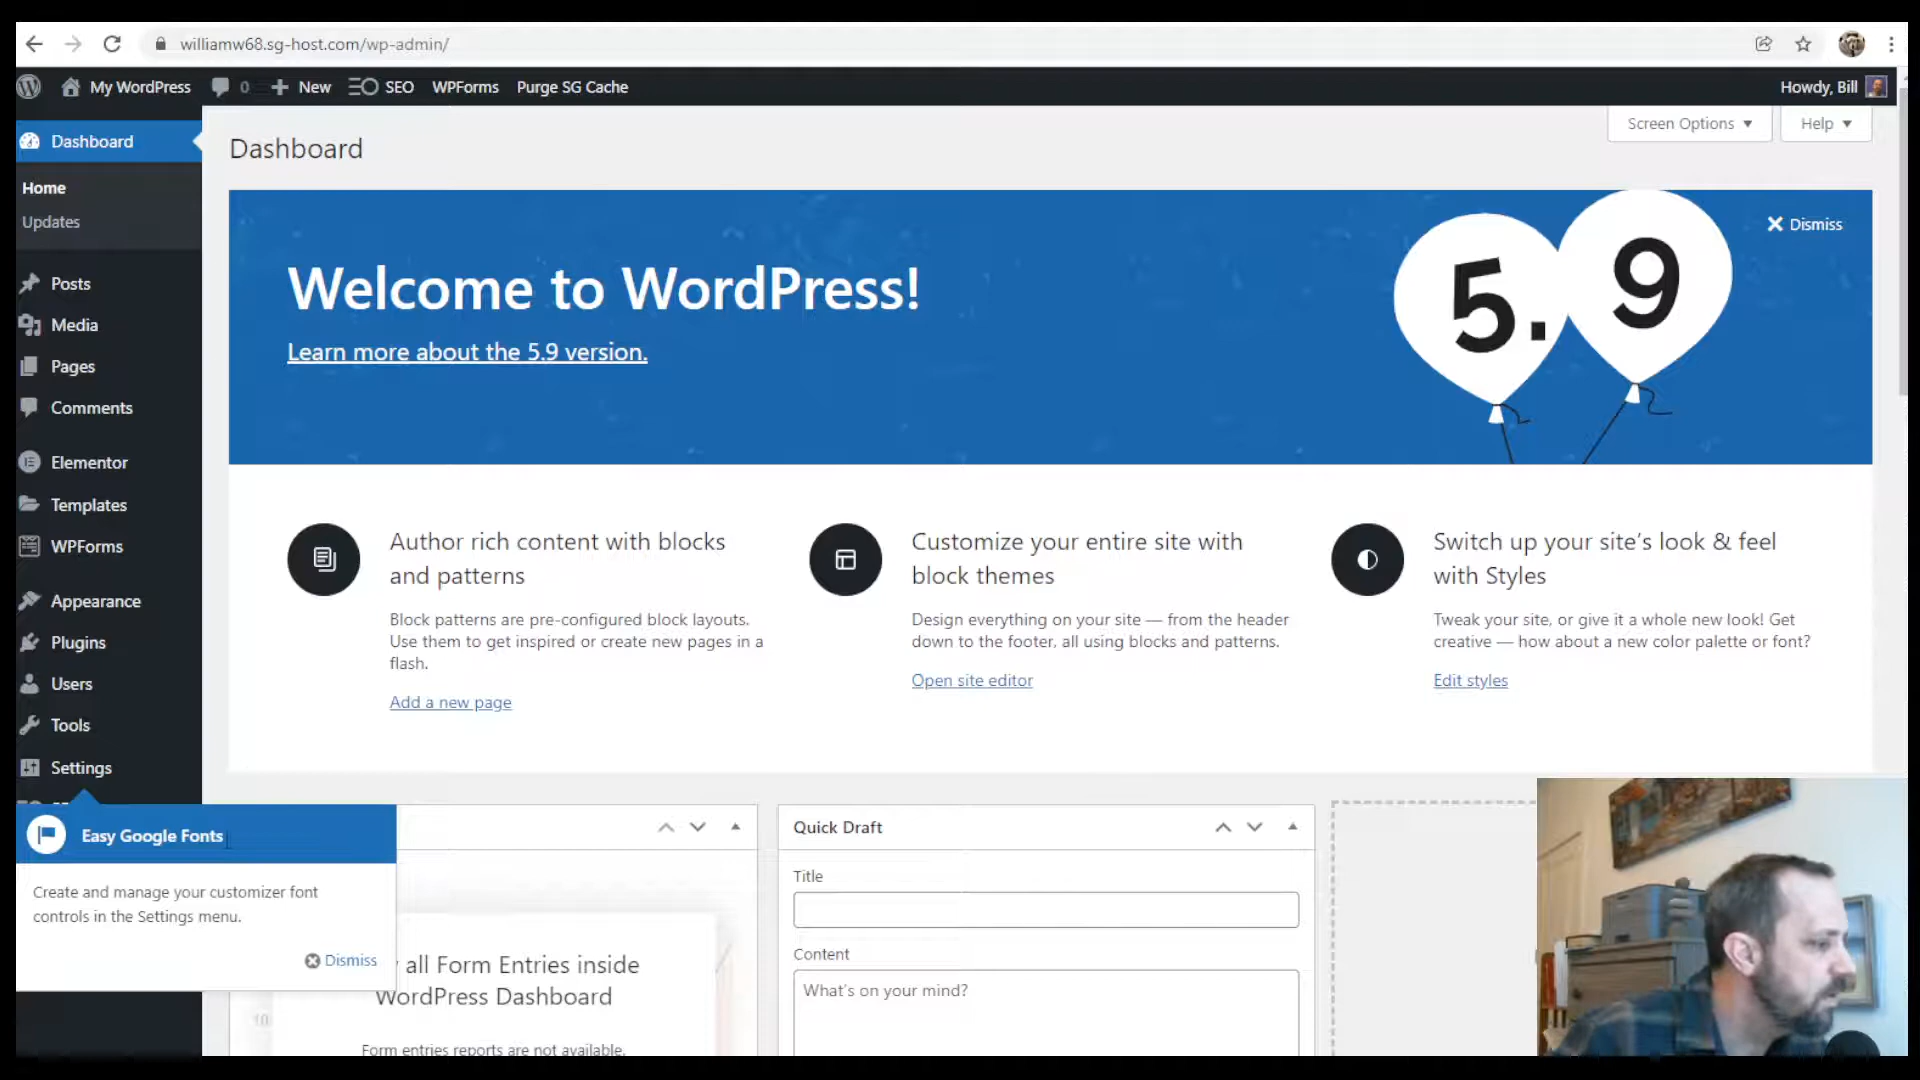 williamw68.sg-host.com/wp-admin/
My WordPress 0 New SEO WPForms Purge SG Cache Howdy, Bill
Dashboard
Home
Updates
Posts
Media
Pages
Comments
Elementor
Templates
WPForms
Appearance
Plugins
Users
Tools
Settings
Easy Google Fonts
Create and manage your customizer font
controls in the Settings menu.
Dismiss
Screen Options Help
Dashboard
Dismiss
Welcome to WordPress!
Learn more about the 5.9 version.
5.9
Author rich content with blocks
and patterns
Block patterns are pre-configured block layouts.
Use them to get inspired or create new pages in a
flash.
Add a new page
Customize your entire site with
block themes
Design everything on your site — from the header
down to the footer, all using blocks and patterns.
Open site editor
Switch up your site's look & feel
with Styles
Tweak your site, or give it a whole new look! Get
creative — how about a new color palette or font?
Edit styles
all Form Entries inside
WordPress Dashboard
Form entries reports are not available.
Quick Draft
Title
Content
What's on your mind?